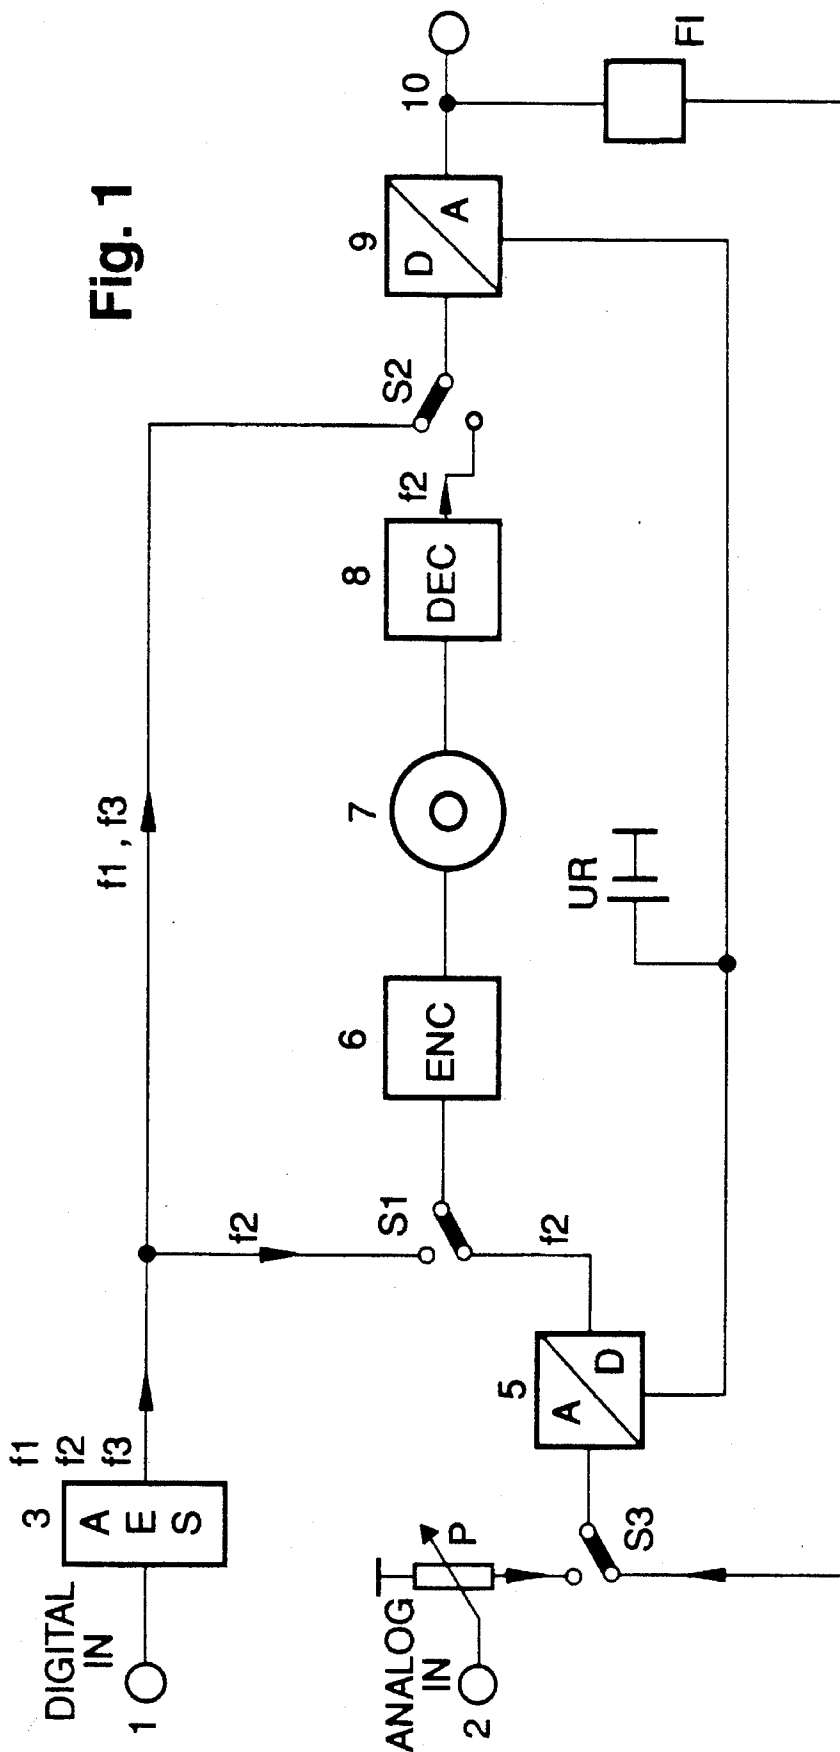 Fig. 1
DIGITAL
IN
1
3
A
E
S
f1
f2
f3
f1 , f3
f2
S1
6
ENC
7
8
DEC
f2
S2
9
D
A
10
ANALOG
IN
2
P
S3
5
A
D
f2
UR
FI